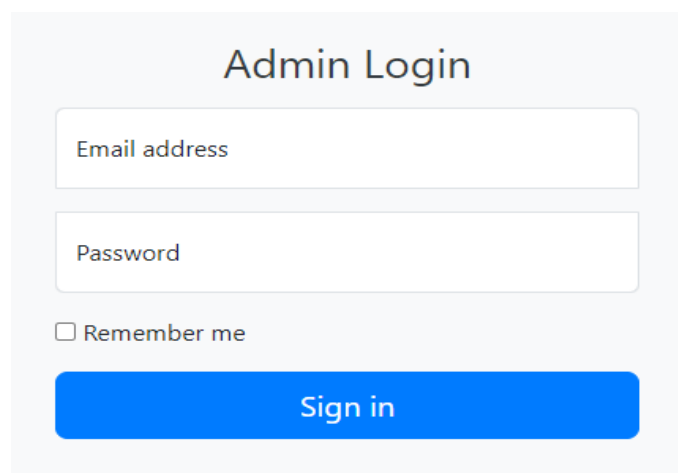 Admin Login
Email address
Password
Remember me
Sign in